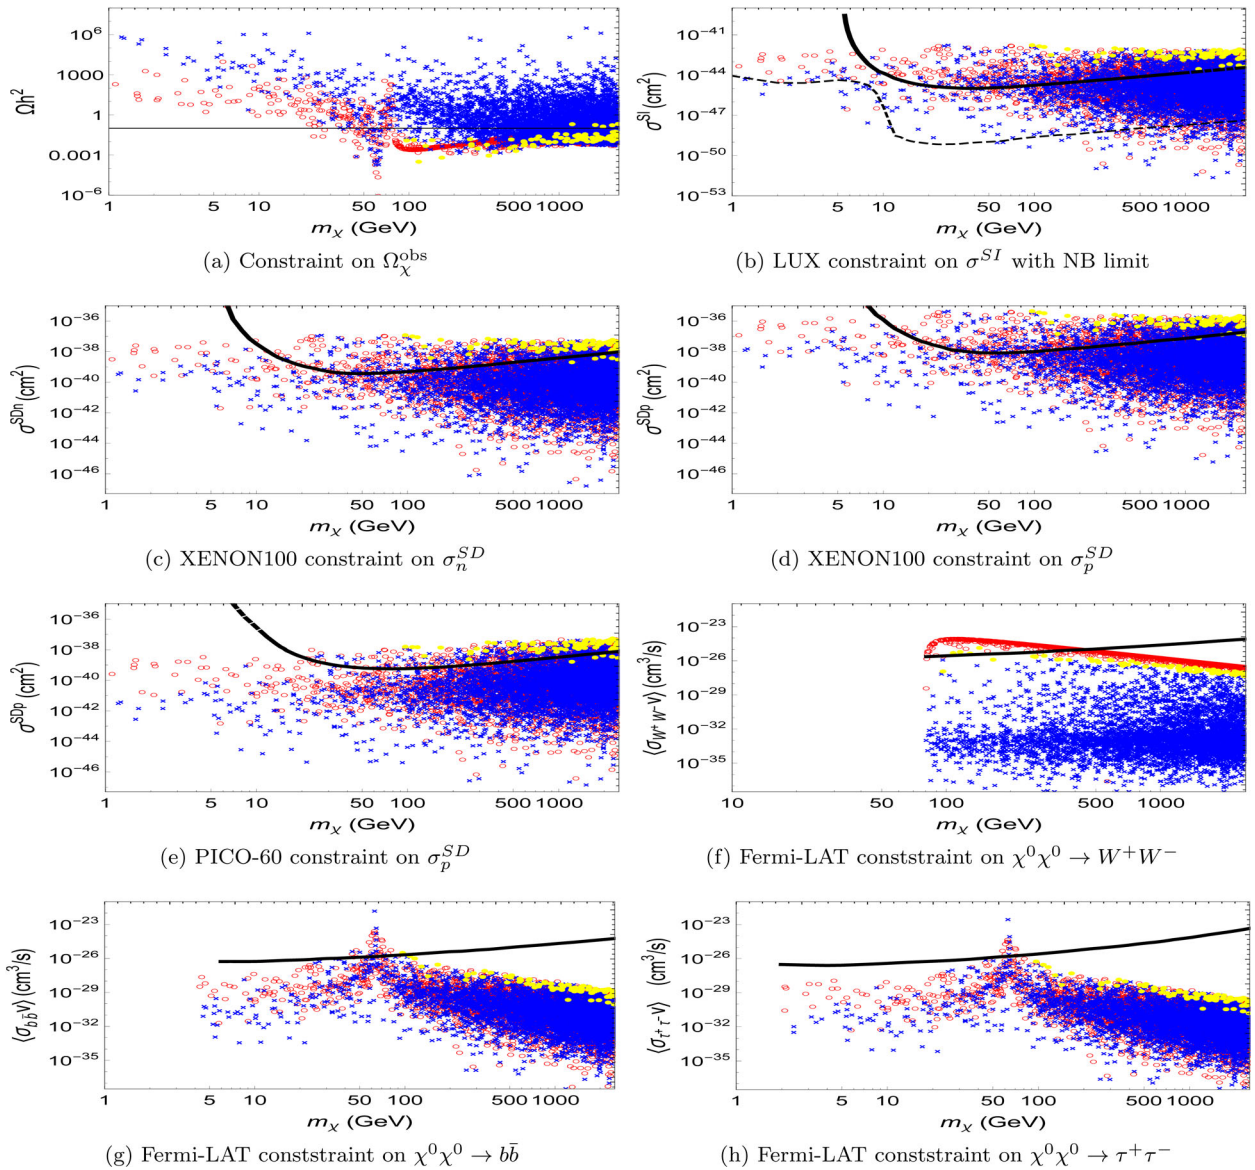 10⁶
1000
1
0.001
10⁻⁶
Ωh²
1 5 10 50 100 500 1000
mχ (GeV)
(a) Constraint on Ωχ^obs
10⁻⁴¹
10⁻⁴⁴
10⁻⁴⁷
10⁻⁵⁰
10⁻⁵³
σ^SI (cm²)
1 5 10 50 100 500 1000
mχ (GeV)
(b) LUX constraint on σ^SI with NB limit
10⁻³⁶
10⁻³⁸
10⁻⁴⁰
10⁻⁴²
10⁻⁴⁴
10⁻⁴⁶
σ^SDn (cm²)
1 5 10 50 100 500 1000
mχ (GeV)
(c) XENON100 constraint on σ_n^SD
10⁻³⁶
10⁻³⁸
10⁻⁴⁰
10⁻⁴²
10⁻⁴⁴
10⁻⁴⁶
σ^SDp (cm²)
1 5 10 50 100 500 1000
mχ (GeV)
(d) XENON100 constraint on σ_p^SD
10⁻³⁶
10⁻³⁸
10⁻⁴⁰
10⁻⁴²
10⁻⁴⁴
10⁻⁴⁶
σ^SDp (cm²)
1 5 10 50 100 500 1000
mχ (GeV)
(e) PICO-60 constraint on σ_p^SD
10⁻²³
10⁻²⁶
10⁻²⁹
10⁻³²
10⁻³⁵
⟨σ_W⁺W⁻ v⟩ (cm³/s)
10 50 100 500 1000
mχ (GeV)
(f) Fermi-LAT conststraint on χ⁰χ⁰ → W⁺W⁻
10⁻²³
10⁻²⁶
10⁻²⁹
10⁻³²
10⁻³⁵
⟨σ_b b̄ v⟩ (cm³/s)
1 5 10 50 100 500 1000
mχ (GeV)
(g) Fermi-LAT conststraint on χ⁰χ⁰ → bb̄
10⁻²³
10⁻²⁶
10⁻²⁹
10⁻³²
10⁻³⁵
⟨σ_τ⁺τ⁻ v⟩ (cm³/s)
1 5 10 50 100 500 1000
mχ (GeV)
(h) Fermi-LAT conststraint on χ⁰χ⁰ → τ⁺τ⁻